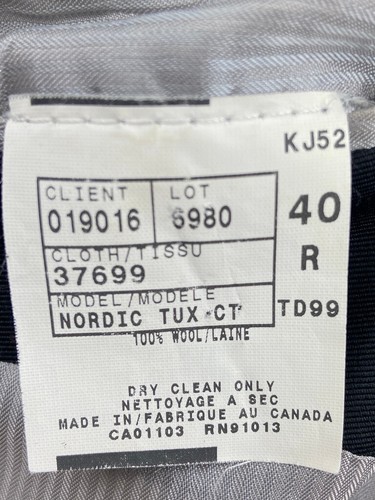 KJ52
CLIENT LOT
019016 6980 40
CLOTH/TISSU
37699 R
MODEL/MODELE
NORDIC TUX CT TD99
100% WOOL/LAINE
DRY CLEAN ONLY
NETTOYAGE A SEC
MADE IN/FABRIQUE AU CANADA
CA01103 RN91013